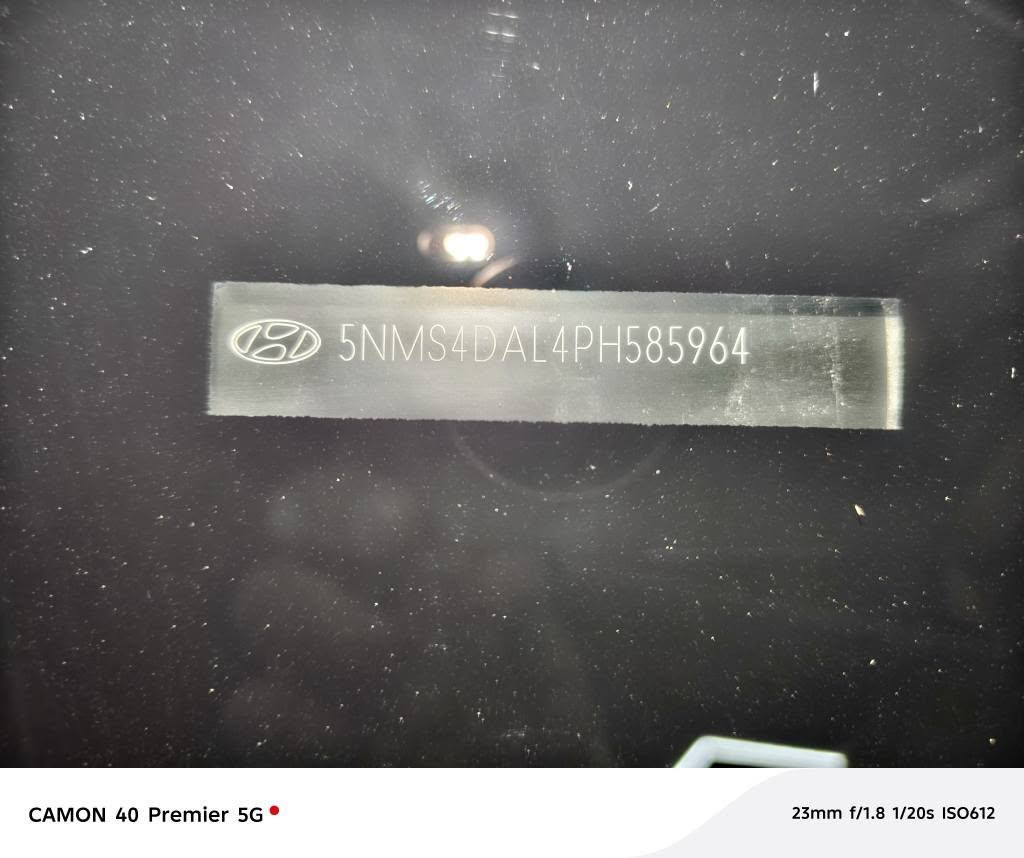 5NMS4DAL4PH585964
CAMON 40 Premier 5G
23mm f/1.8 1/20s ISO612